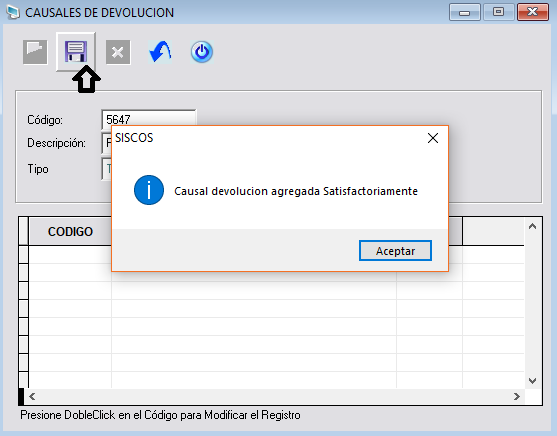 CAUSALES DE DEVOLUCION
Código: 5647
Descripción:
Tipo
SISCOS
Causal devolucion agregada Satisfactoriamente
Aceptar
CODIGO
Presione DobleClick en el Código para Modificar el Registro